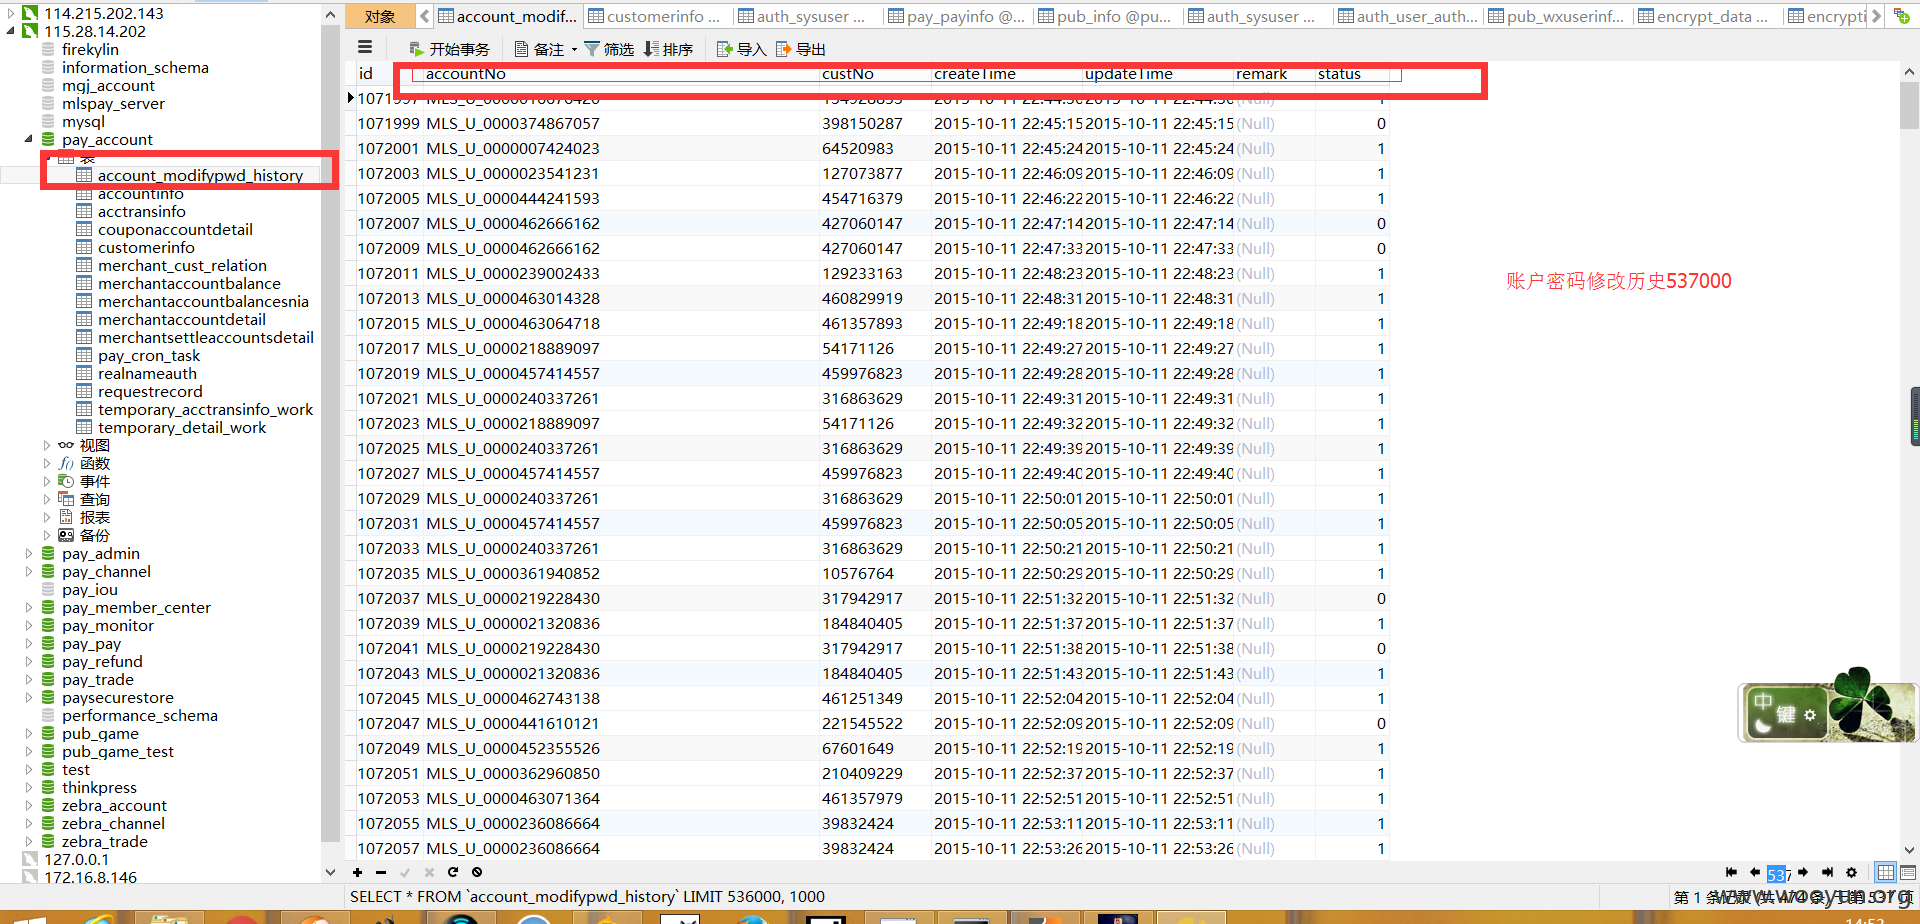 114.215.202.143
115.28.14.202
firekylin
information_schema
mgj_account
mlspay_server
mysql
pay_account
表
account_modifypwd_history
accountinfo
acctransinfo
couponaccountdetail
customerinfo
merchant_cust_relation
merchantaccountbalance
merchantaccountbalancesnia
merchantaccountdetail
merchantsettleaccountsdetail
pay_cron_task
realnameauth
requestrecord
temporary_acctransinfo_work
temporary_detail_work
视图
函数
事件
查询
报表
备份
pay_admin
pay_channel
pay_iou
pay_member_center
pay_monitor
pay_pay
pay_refund
pay_trade
paysecurestore
performance_schema
pub_game
pub_game_test
test
thinkpress
zebra_account
zebra_channel
zebra_trade
127.0.0.1
172.16.8.146
对象 account_modif... customerinfo ... auth_sysuser ... pay_payinfo @... pub_info @pu... auth_sysuser ... auth_user_auth... pub_wxuserinf... encrypt_data ... encrypti
开始事务 备注 筛选 排序 导入 导出
id accountNo custNo createTime updateTime remark status
1071997 MLS_U_0000018076420 134928853 2015-10-11 22:44:50 2015-10-11 22:44:50 (Null) 1
1071999 MLS_U_0000374867057 398150287 2015-10-11 22:45:15 2015-10-11 22:45:15 (Null) 0
1072001 MLS_U_0000007424023 64520983 2015-10-11 22:45:24 2015-10-11 22:45:24 (Null) 1
1072003 MLS_U_0000023541231 127073877 2015-10-11 22:46:09 2015-10-11 22:46:09 (Null) 1
1072005 MLS_U_0000444241593 454716379 2015-10-11 22:46:22 2015-10-11 22:46:22 (Null) 1
1072007 MLS_U_0000462666162 427060147 2015-10-11 22:47:14 2015-10-11 22:47:14 (Null) 0
1072009 MLS_U_0000462666162 427060147 2015-10-11 22:47:33 2015-10-11 22:47:33 (Null) 0
1072011 MLS_U_0000239002433 129233163 2015-10-11 22:48:23 2015-10-11 22:48:23 (Null) 1
1072013 MLS_U_0000463014328 460829919 2015-10-11 22:48:31 2015-10-11 22:48:31 (Null) 1
1072015 MLS_U_0000463064718 461357893 2015-10-11 22:49:18 2015-10-11 22:49:18 (Null) 1
1072017 MLS_U_0000218889097 54171126 2015-10-11 22:49:27 2015-10-11 22:49:27 (Null) 1
1072019 MLS_U_0000457414557 459976823 2015-10-11 22:49:28 2015-10-11 22:49:28 (Null) 1
1072021 MLS_U_0000240337261 316863629 2015-10-11 22:49:31 2015-10-11 22:49:31 (Null) 1
1072023 MLS_U_0000218889097 54171126 2015-10-11 22:49:32 2015-10-11 22:49:32 (Null) 1
1072025 MLS_U_0000240337261 316863629 2015-10-11 22:49:39 2015-10-11 22:49:39 (Null) 1
1072027 MLS_U_0000457414557 459976823 2015-10-11 22:49:40 2015-10-11 22:49:40 (Null) 1
1072029 MLS_U_0000240337261 316863629 2015-10-11 22:50:01 2015-10-11 22:50:01 (Null) 1
1072031 MLS_U_0000457414557 459976823 2015-10-11 22:50:05 2015-10-11 22:50:05 (Null) 1
1072033 MLS_U_0000240337261 316863629 2015-10-11 22:50:21 2015-10-11 22:50:21 (Null) 1
1072035 MLS_U_0000361940852 10576764 2015-10-11 22:50:29 2015-10-11 22:50:29 (Null) 1
1072037 MLS_U_0000219228430 317942917 2015-10-11 22:51:32 2015-10-11 22:51:32 (Null) 0
1072039 MLS_U_0000021320836 184840405 2015-10-11 22:51:37 2015-10-11 22:51:37 (Null) 1
1072041 MLS_U_0000219228430 317942917 2015-10-11 22:51:38 2015-10-11 22:51:38 (Null) 0
1072043 MLS_U_0000021320836 184840405 2015-10-11 22:51:43 2015-10-11 22:51:43 (Null) 1
1072045 MLS_U_0000462743138 461251349 2015-10-11 22:52:04 2015-10-11 22:52:04 (Null) 1
1072047 MLS_U_0000441610121 221545522 2015-10-11 22:52:09 2015-10-11 22:52:09 (Null) 0
1072049 MLS_U_0000452355526 67601649 2015-10-11 22:52:19 2015-10-11 22:52:19 (Null) 1
1072051 MLS_U_0000362960850 210409229 2015-10-11 22:52:37 2015-10-11 22:52:37 (Null) 1
1072053 MLS_U_0000463071364 461357979 2015-10-11 22:52:51 2015-10-11 22:52:51 (Null) 1
1072055 MLS_U_0000236086664 39832424 2015-10-11 22:53:11 2015-10-11 22:53:11 (Null) 1
1072057 MLS_U_0000236086664 39832424 2015-10-11 22:53:26 2015-10-11 22:53:26 (Null) 1
账户密码修改历史537000
中
键
537
SELECT * FROM `account_modifypwd_history` LIMIT 536000, 1000
第 1 条记录 (共 474 条) 于第 537 页
www.wooyun.org
14:53